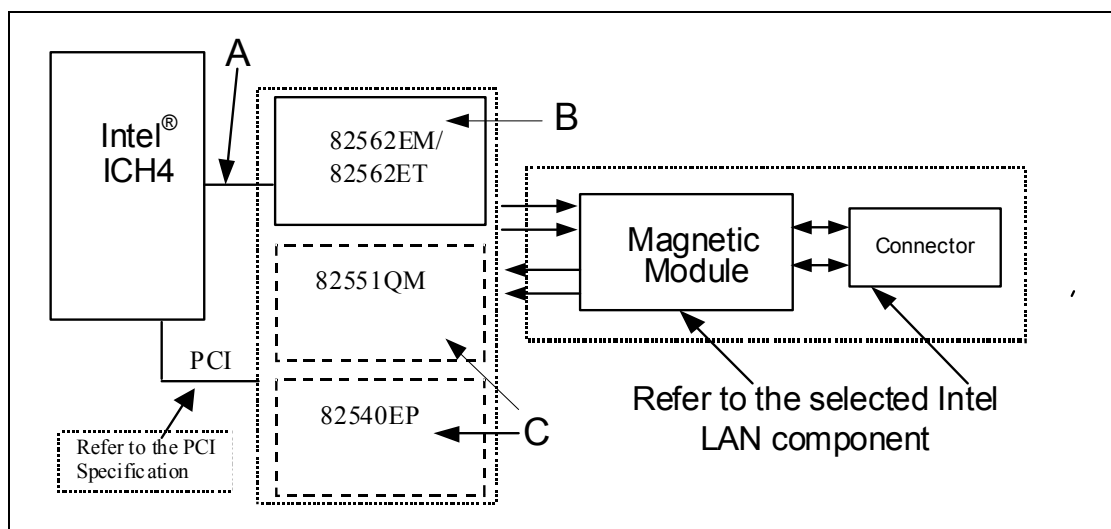 A
Intel®
ICH4
82562EM/
82562ET
B
82551QM
82540EP
C
PCI
Refer to the PCI
Specification
Magnetic
Module
Connector
Refer to the selected Intel
LAN component